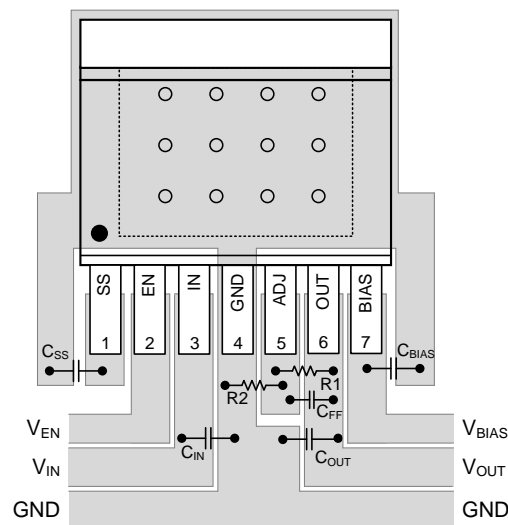 SS
EN
IN
GND
ADJ
OUT
BIAS
1
2
3
4
5
6
7
CSS
CBIAS
R2
R1
CFF
CIN
COUT
VEN
VBIAS
VIN
VOUT
GND
GND